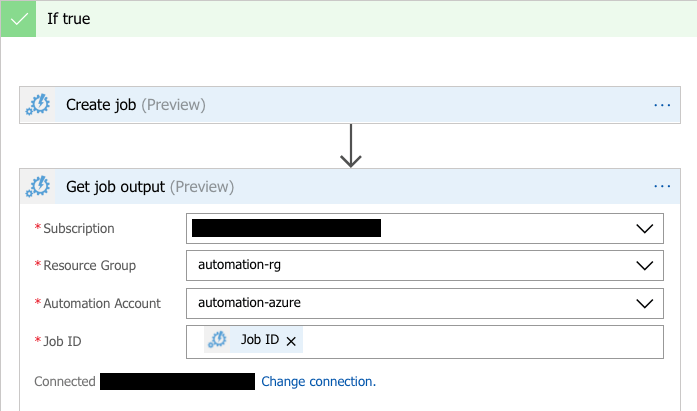 If true
Create job (Preview)
...
Get job output (Preview)
...
*Subscription
*Resource Group automation-rg
*Automation Account automation-azure
*Job ID Job ID ×
Connected Change connection.